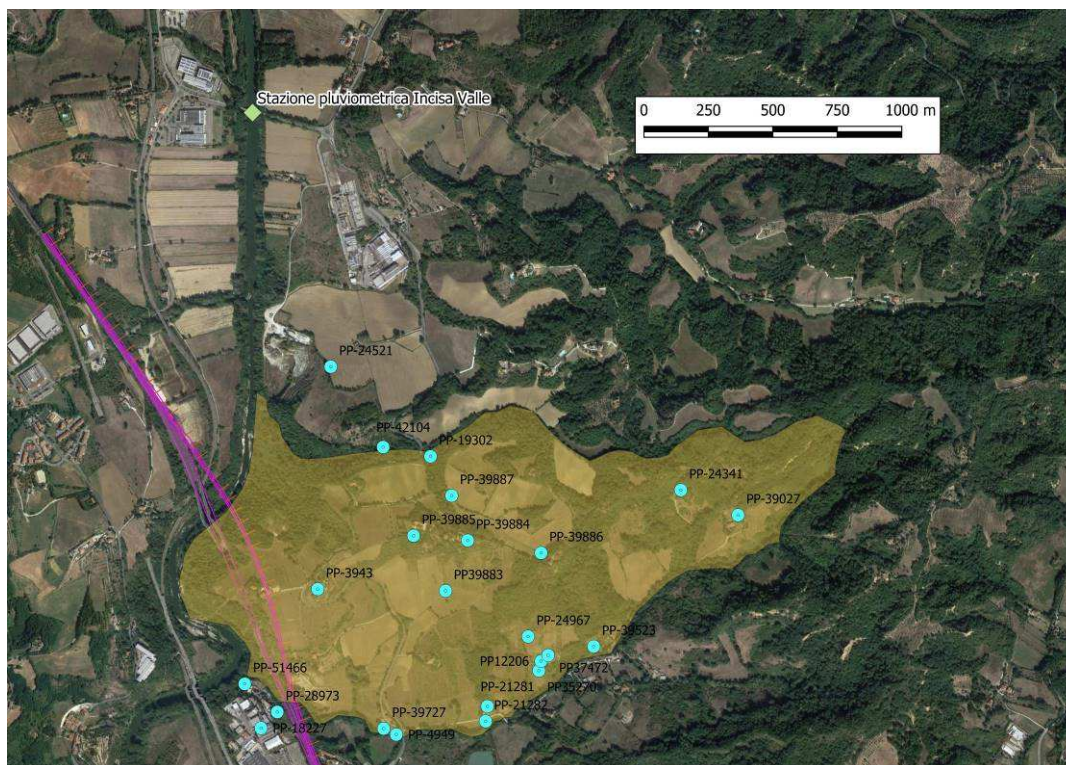 Stazione pluviometrica Incisa Valle
0 250 500 750 1000 m
PP-24521
PP-42104
PP-19302
PP-24341
PP-39887
PP-39027
PP-39885
PP-39884
PP-39886
PP-3943
PP39883
PP-24967
PP-39523
PP12206
PP37472
PP-51466
PP-21281
PP35270
PP-28973
PP-21282
PP-18227
PP-39727
PP-4949